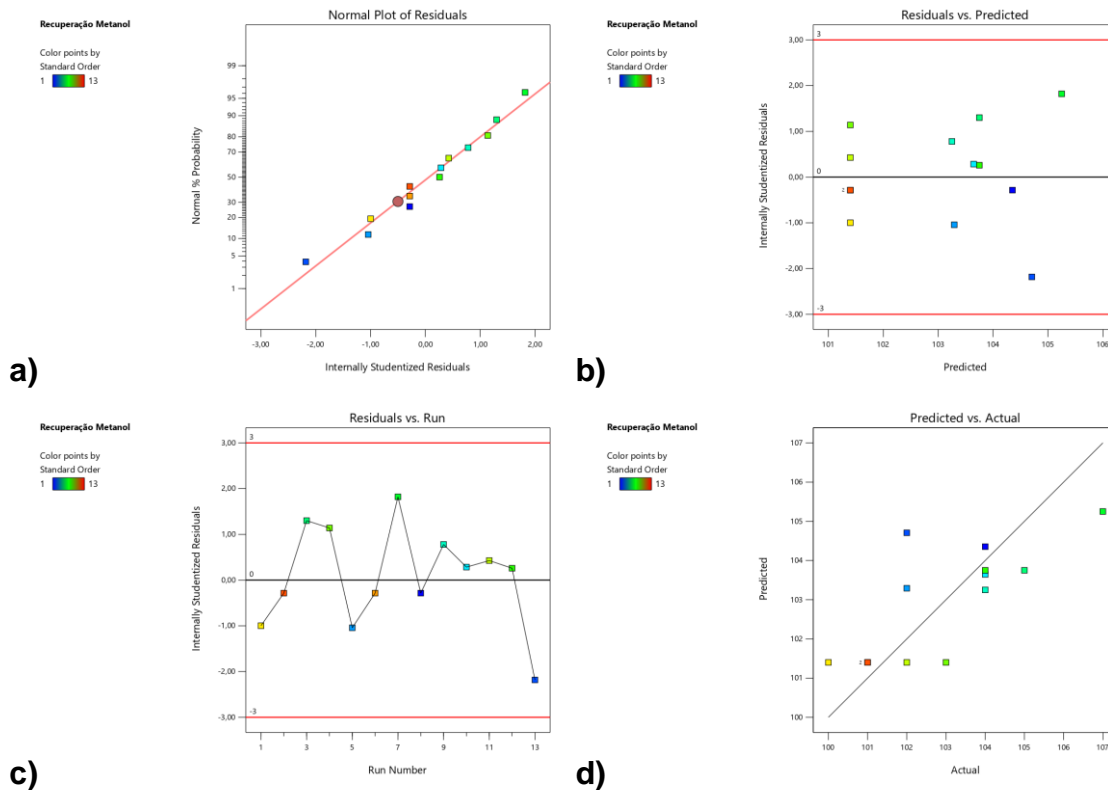 Recuperação Metanol
Color points by
Standard Order
1 13
Normal Plot of Residuals
Normal % Probability
99
95
90
80
70
50
30
20
10
5
1
-3,00 -2,00 -1,00 0,00 1,00 2,00
Internally Studentized Residuals
a)
Recuperação Metanol
Color points by
Standard Order
1 13
Residuals vs. Predicted
Internally Studentized Residuals
3,00
2,00
1,00
0,00
-1,00
-2,00
-3,00
3
0
2
-3
101 102 103 104 105 106
Predicted
b)
Recuperação Metanol
Color points by
Standard Order
1 13
Residuals vs. Run
Internally Studentized Residuals
3,00
2,00
1,00
0,00
-1,00
-2,00
-3,00
3
0
-3
1 3 5 7 9 11 13
Run Number
c)
Recuperação Metanol
Color points by
Standard Order
1 13
Predicted vs. Actual
Predicted
107
106
105
104
103
102
101
100
2
100 101 102 103 104 105 106 107
Actual
d)